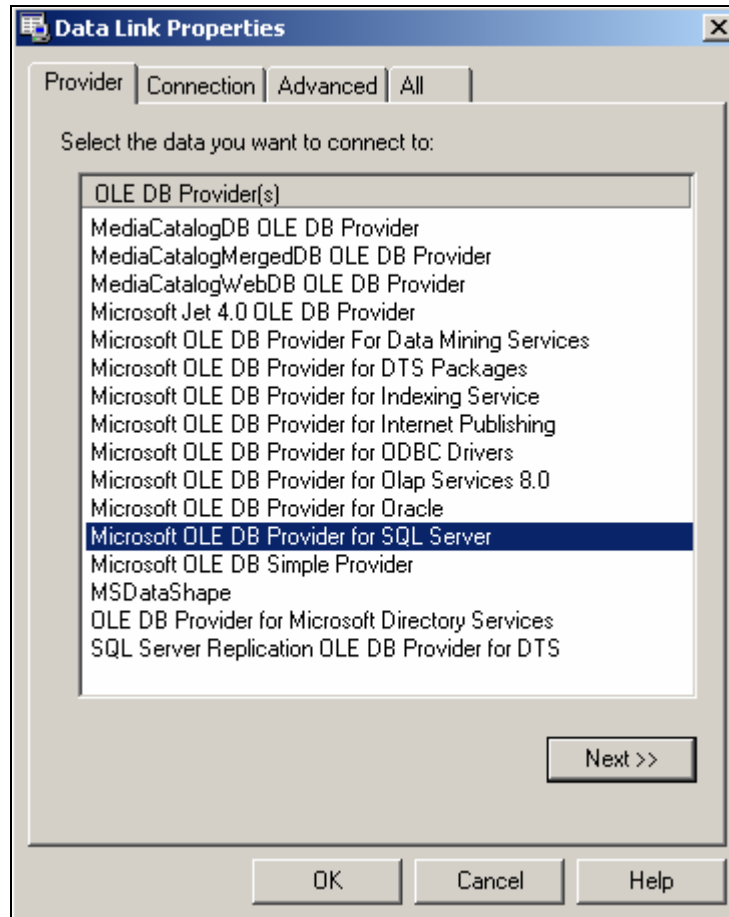 Data Link Properties
Provider Connection Advanced All
Select the data you want to connect to:
OLE DB Provider(s)
MediaCatalogDB OLE DB Provider
MediaCatalogMergedDB OLE DB Provider
MediaCatalogWebDB OLE DB Provider
Microsoft Jet 4.0 OLE DB Provider
Microsoft OLE DB Provider For Data Mining Services
Microsoft OLE DB Provider for DTS Packages
Microsoft OLE DB Provider for Indexing Service
Microsoft OLE DB Provider for Internet Publishing
Microsoft OLE DB Provider for ODBC Drivers
Microsoft OLE DB Provider for Olap Services 8.0
Microsoft OLE DB Provider for Oracle
Microsoft OLE DB Provider for SQL Server
Microsoft OLE DB Simple Provider
MSDataShape
OLE DB Provider for Microsoft Directory Services
SQL Server Replication OLE DB Provider for DTS
Next >>
OK Cancel Help